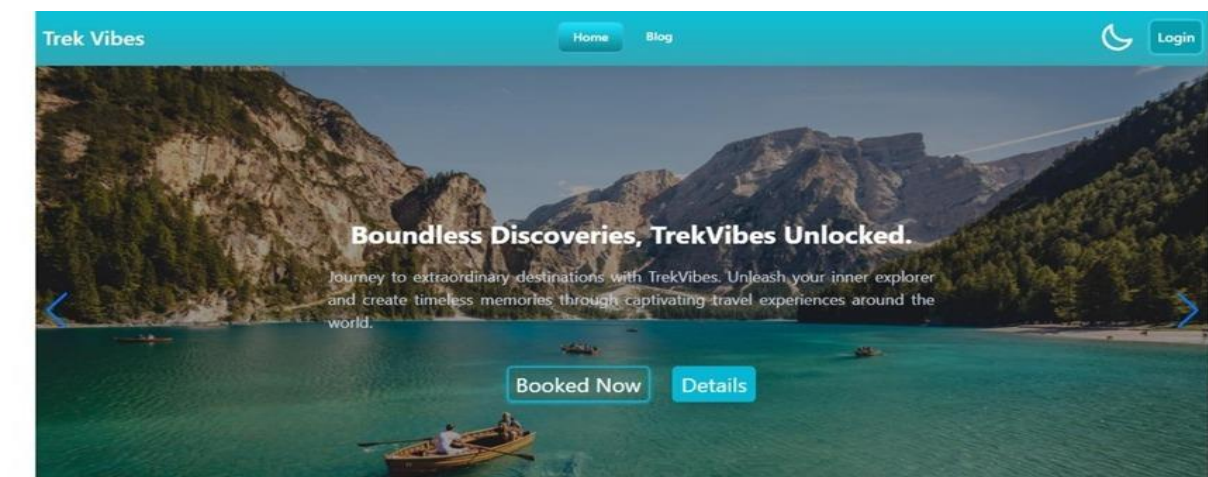 Trek Vibes
Home
Blog
Login
Boundless Discoveries, TrekVibes Unlocked.
Journey to extraordinary destinations with TrekVibes. Unleash your inner explorer
and create timeless memories through captivating travel experiences around the
world.
Booked Now
Details